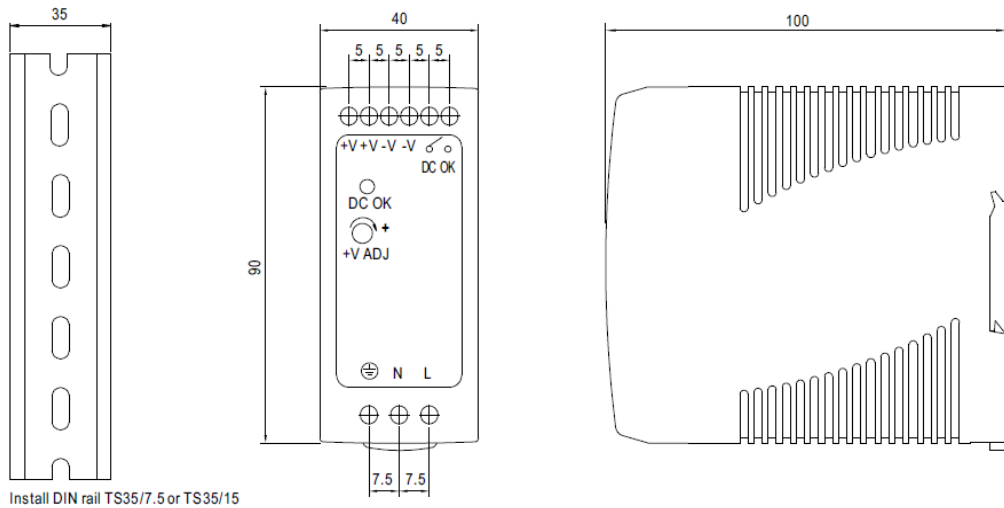 35
40
100
5 5 5 5 5
+V +V -V -V
DC OK
DC OK
+
+V ADJ
90
N L
7.5 7.5
Install DIN rail TS35/7.5 or TS35/15